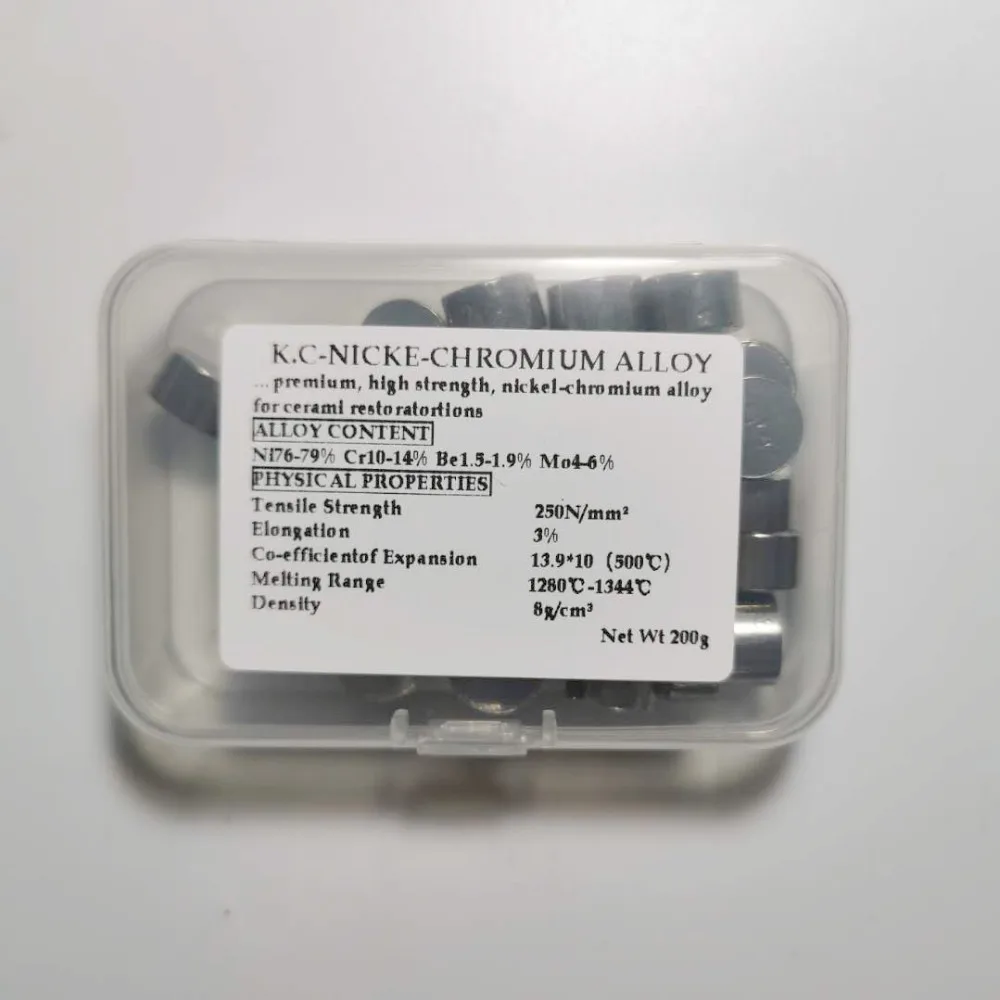 K.C-NICKE-CHROMIUM ALLOY
... premium, high strength, nickel-chromium alloy
for cerami restoratortions
ALLOY CONTENT
NI76-79% Cr10-14% Be1.5-1.9% Mo4-6%
PHYSICAL PROPERTIES
Tensile Strength 250N/mm²
Elongation 3%
Co-efficientof Expansion 13.9*10 (500℃)
Melting Range 1280℃-1344℃
Density 8g/cm³
Net Wt 200g